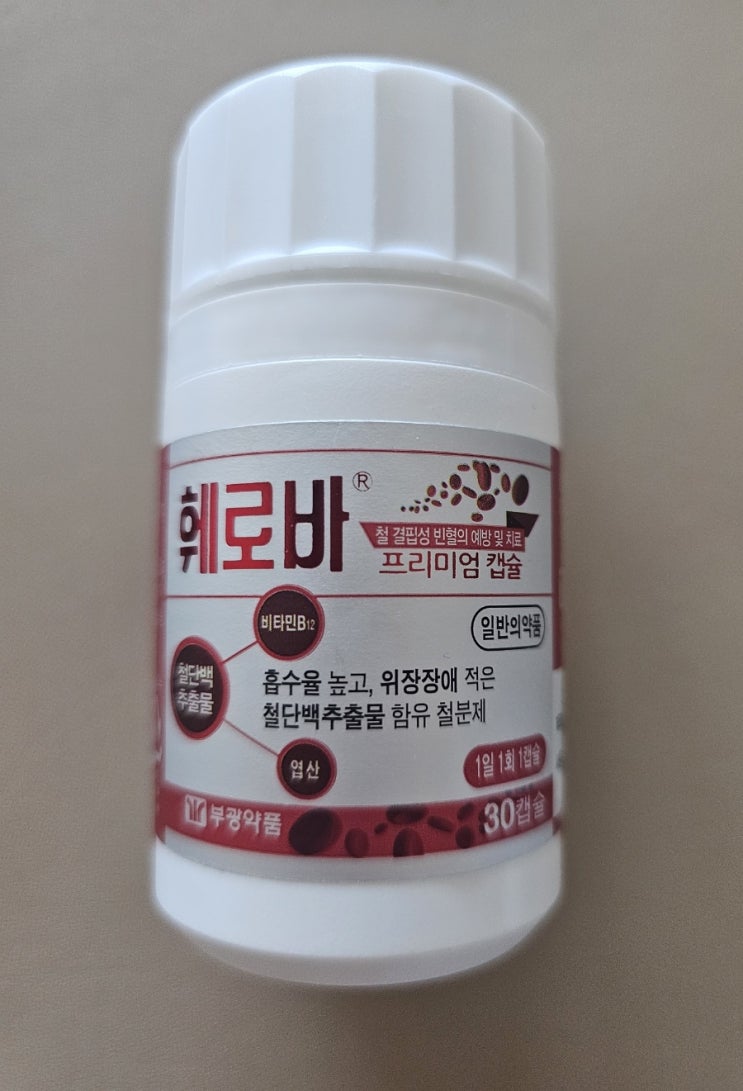 훼로바®
철 결핍성 빈혈의 예방 및 치료
프리미엄 캡슐
비타민B12
일반의약품
철단백
추출물
흡수율 높고, 위장장애 적은
철단백추출물 함유 철분제
엽산
1일 1회 1캡슐
부광약품
30캡슐